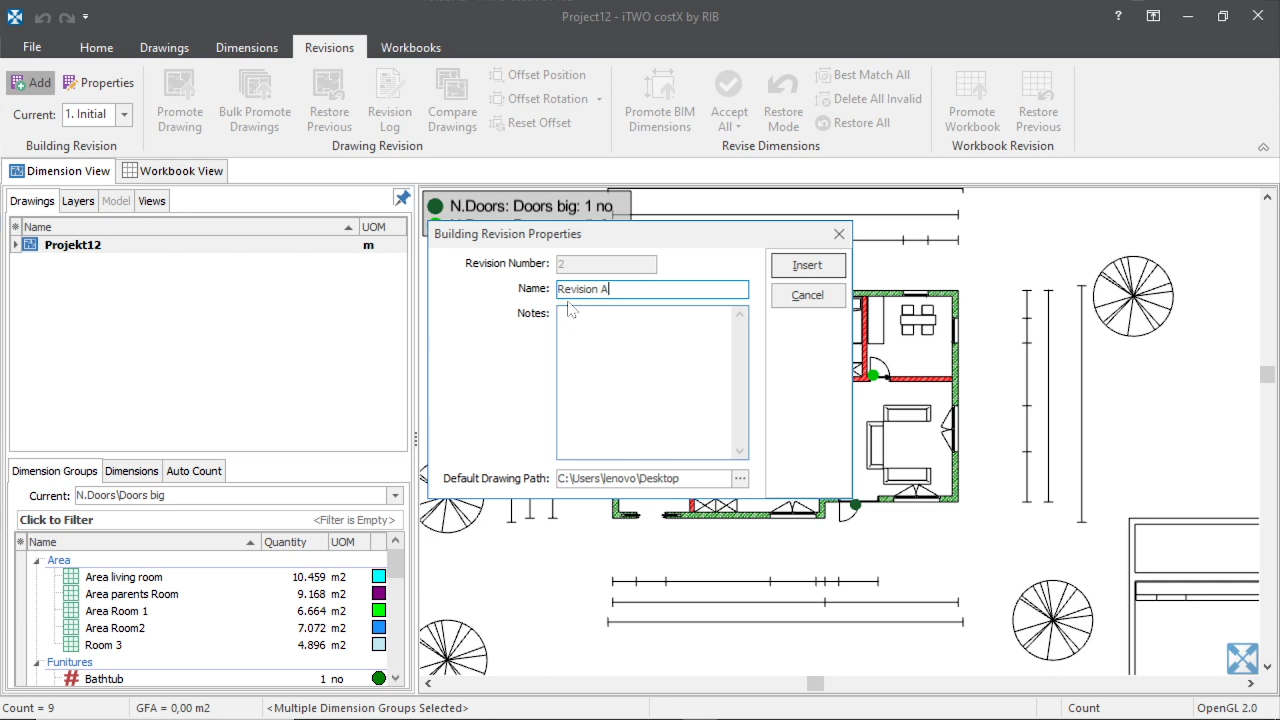 Project12 - iTWO costX by RIB
?
File Home Drawings Dimensions Revisions Workbooks
Add Properties
Current: 1. Initial
Building Revision
Promote Drawing
Bulk Promote Drawings
Restore Previous
Revision Log
Compare Drawings
Offset Position
Offset Rotation
Reset Offset
Drawing Revision
Promote BIM Dimensions
Accept All
Restore Mode
Best Match All
Delete All Invalid
Restore All
Revise Dimensions
Promote Workbook
Restore Previous
Workbook Revision
Dimension View Workbook View
Drawings Layers Model Views
Name UOM
Projekt12 m
N.Doors: Doors big: 1 no
Building Revision Properties
Revision Number: 2
Name: Revision A
Notes:
Default Drawing Path: C:\Users\lenovo\Desktop ...
Insert
Cancel
Dimension Groups Dimensions Auto Count
Current: N.Doors\Doors big
Click to Filter <Filter is Empty>
Name Quantity UOM
Area
Area living room 10.459 m2
Area parents Room 9.168 m2
Area Room 1 6.664 m2
Area Room2 7.072 m2
Room 3 4.896 m2
Funitures
# Bathtub 1 no
Count = 9 GFA = 0,00 m2 <Multiple Dimension Groups Selected> Count OpenGL 2.0